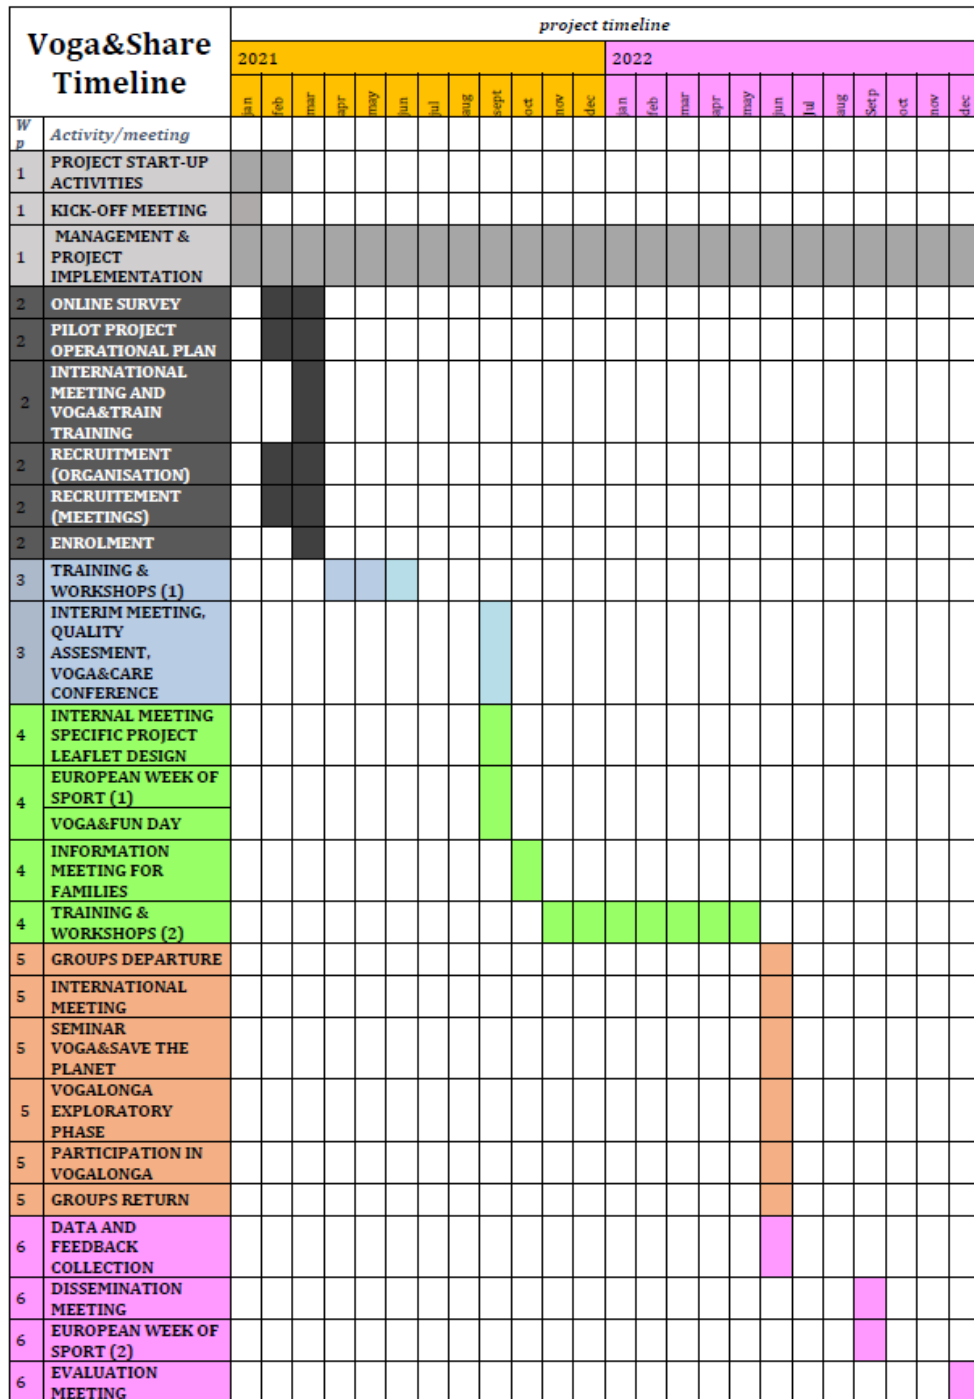 Voga&Share
Timeline
project timeline
2021
2022
jan feb mar apr may jun jul aug sept oct nov dec jan feb mar apr may jun Jul aug Setp oct nov dec
W
p
Activity/meeting
1
PROJECT START-UP
ACTIVITIES
1
KICK-OFF MEETING
1
MANAGEMENT &
PROJECT
IMPLEMENTATION
2
ONLINE SURVEY
2
PILOT PROJECT
OPERATIONAL PLAN
2
INTERNATIONAL
MEETING AND
VOGA&TRAIN
TRAINING
2
RECRUITMENT
(ORGANISATION)
2
RECRUITEMENT
(MEETINGS)
2
ENROLMENT
3
TRAINING &
WORKSHOPS (1)
3
INTERIM MEETING,
QUALITY
ASSESMENT,
VOGA&CARE
CONFERENCE
4
INTERNAL MEETING
SPECIFIC PROJECT
LEAFLET DESIGN
4
EUROPEAN WEEK OF
SPORT (1)
VOGA&FUN DAY
4
INFORMATION
MEETING FOR
FAMILIES
4
TRAINING &
WORKSHOPS (2)
5
GROUPS DEPARTURE
5
INTERNATIONAL
MEETING
5
SEMINAR
VOGA&SAVE THE
PLANET
5
VOGALONGA
EXPLORATORY
PHASE
5
PARTICIPATION IN
VOGALONGA
5
GROUPS RETURN
6
DATA AND
FEEDBACK
COLLECTION
6
DISSEMINATION
MEETING
6
EUROPEAN WEEK OF
SPORT (2)
6
EVALUATION
MEETING